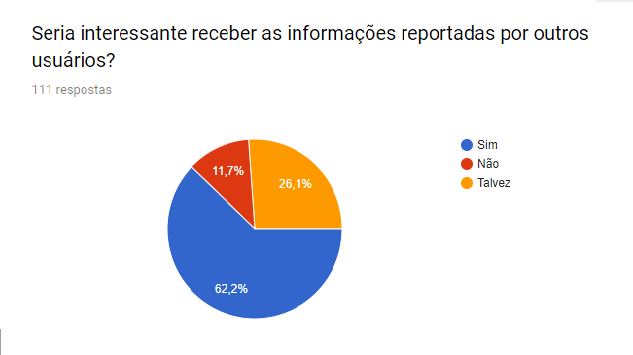 Seria interessante receber as informações reportadas por outros
usuários?
111 respostas
Sim
Não
Talvez
11,7%
26,1%
62,2%